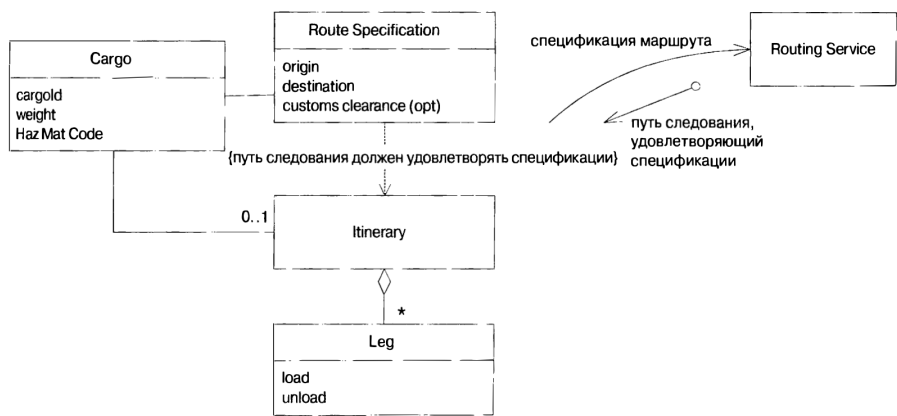 Cargo
cargoId
weight
Haz Mat Code
Route Specification
origin
destination
customs clearance (opt)
спецификация маршрута
Routing Service
путь следования,
удовлетворяющий
спецификации
{путь следования должен удовлетворять спецификации}
0..1
Itinerary
*
Leg
load
unload